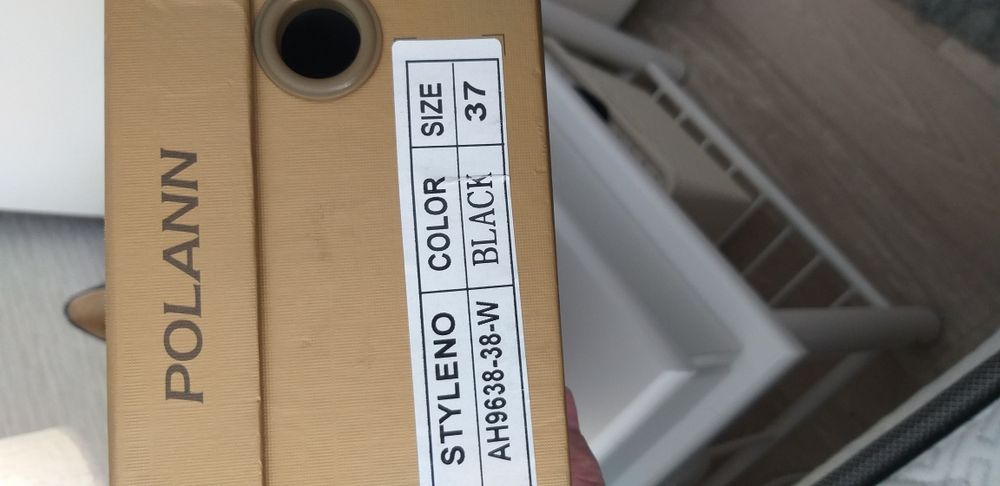 POLANN
STYLENO COLOR SIZE
AH9638-38-W BLACK 37